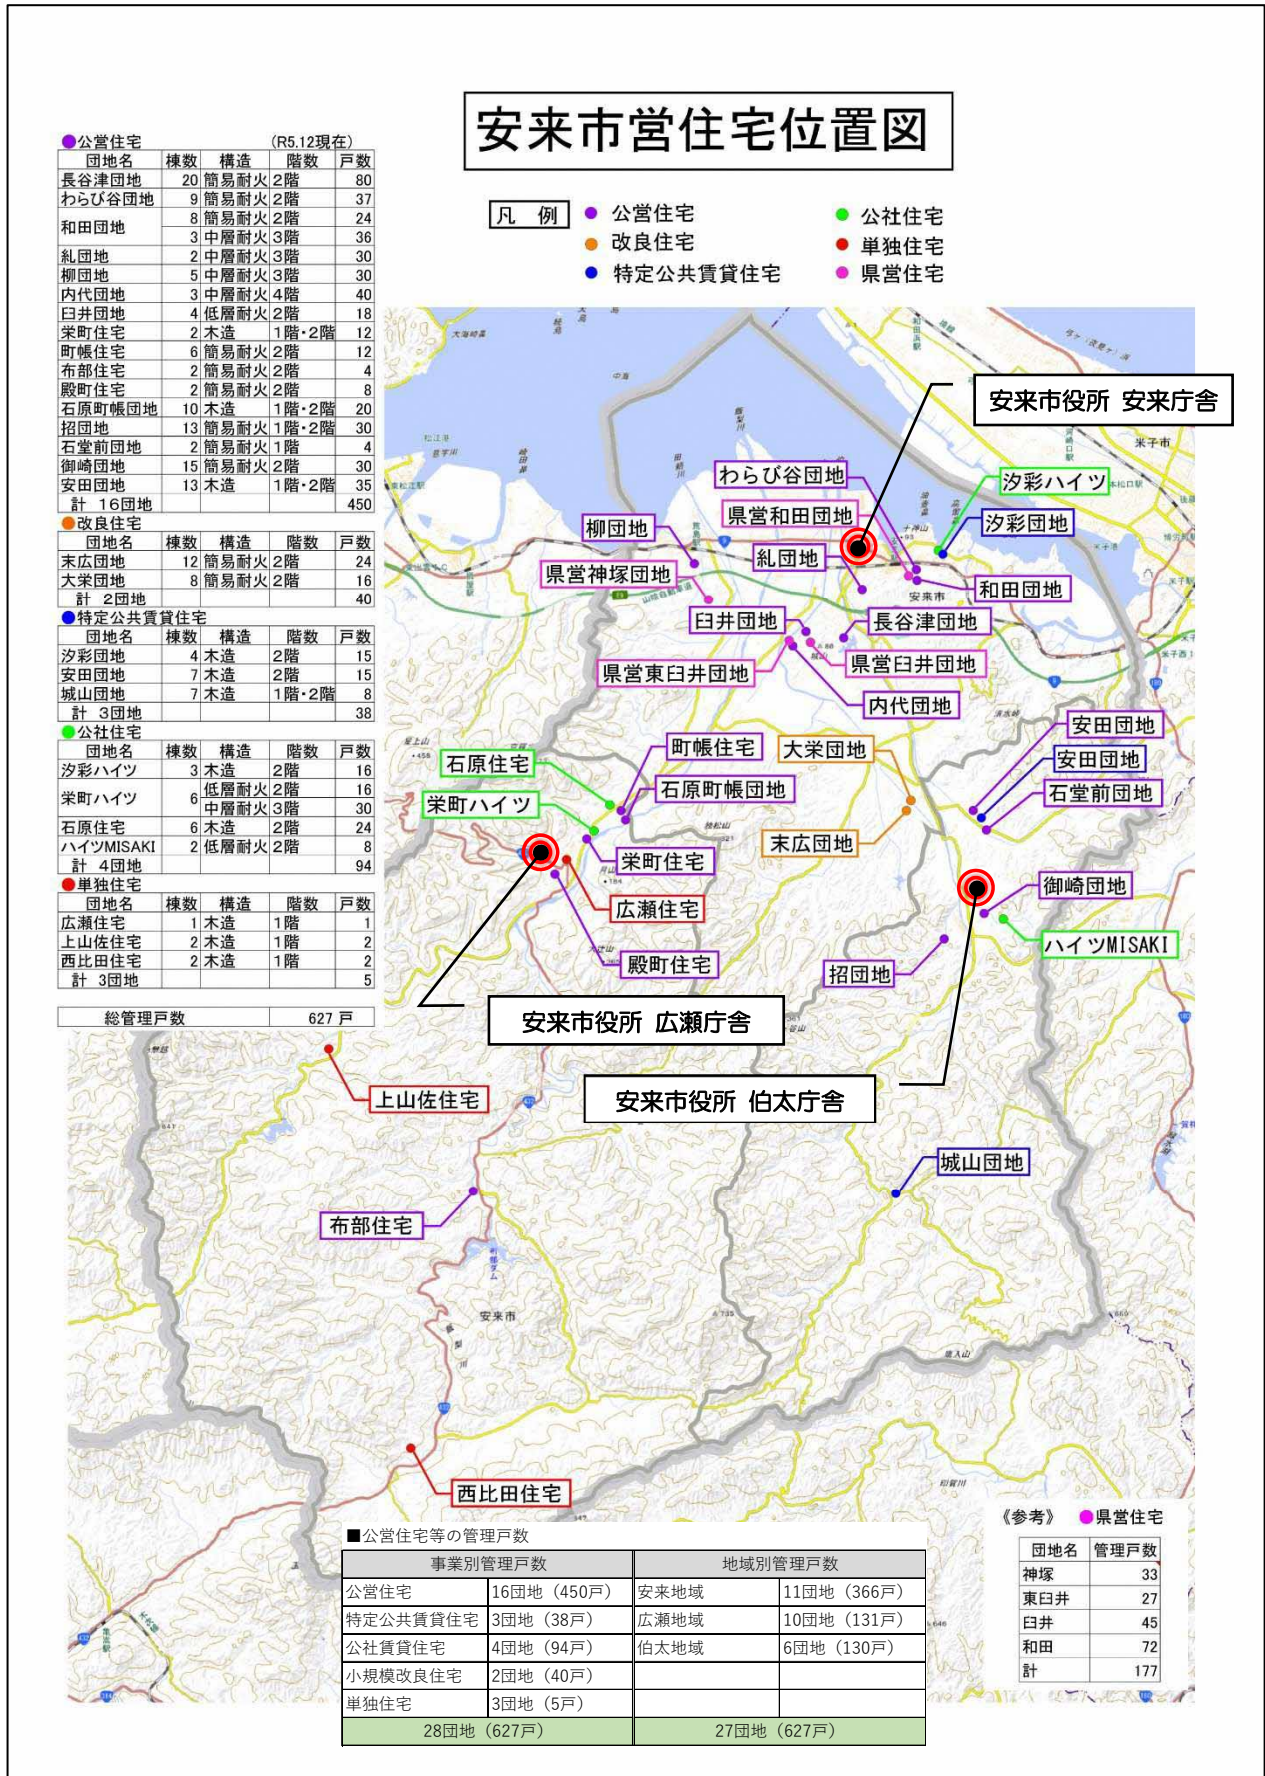 安来市営住宅位置図
凡 例
公営住宅
改良住宅
特定公共賃貸住宅
公社住宅
単独住宅
県営住宅
●公営住宅 (R5.12現在)
団地名 棟数 構造 階数 戸数
長谷津団地 20 簡易耐火 2階 80
わらび谷団地 9 簡易耐火 2階 37
和田団地 8 簡易耐火 2階 24
3 中層耐火 3階 36
糺団地 2 中層耐火 3階 30
柳団地 5 中層耐火 3階 30
内代団地 3 中層耐火 4階 40
臼井団地 4 低層耐火 2階 18
栄町住宅 2 木造 1階・2階 12
町帳住宅 6 簡易耐火 2階 12
布部住宅 2 簡易耐火 2階 4
殿町住宅 2 簡易耐火 2階 8
石原町帳団地 10 木造 1階・2階 20
招団地 13 簡易耐火 1階・2階 30
石堂前団地 2 簡易耐火 1階 4
御崎団地 15 簡易耐火 2階 30
安田団地 13 木造 1階・2階 35
計 16団地 450
●改良住宅
団地名 棟数 構造 階数 戸数
末広団地 12 簡易耐火 2階 24
大栄団地 8 簡易耐火 2階 16
計 2団地 40
●特定公共賃貸住宅
団地名 棟数 構造 階数 戸数
汐彩団地 4 木造 2階 15
安田団地 7 木造 2階 15
城山団地 7 木造 1階・2階 8
計 3団地 38
●公社住宅
団地名 棟数 構造 階数 戸数
汐彩ハイツ 3 木造 2階 16
栄町ハイツ 6 低層耐火 2階 16
中層耐火 3階 30
石原住宅 6 木造 2階 24
ハイツMISAKI 2 低層耐火 2階 8
計 4団地 94
●単独住宅
団地名 棟数 構造 階数 戸数
広瀬住宅 1 木造 1階 1
上山佐住宅 2 木造 1階 2
西比田住宅 2 木造 1階 2
計 3団地 5
総管理戸数 627 戸
安来市役所 安来庁舎
米子市
中海
わらび谷団地
汐彩ハイツ
県営和田団地
汐彩団地
柳団地
糺団地
県営神塚団地
和田団地
安来市
山陰自動車道
臼井団地
長谷津団地
県営東臼井団地
県営臼井団地
内代団地
安田団地
町帳住宅
大栄団地
安田団地
石原住宅
石原町帳団地
石堂前団地
栄町ハイツ
末広団地
栄町住宅
御崎団地
広瀬住宅
ハイツMISAKI
殿町住宅
招団地
安来市役所 広瀬庁舎
安来市役所 伯太庁舎
上山佐住宅
城山団地
布部住宅
布部ダム
安来市
西比田住宅
印賀川
■公営住宅等の管理戸数
事業別管理戸数 地域別管理戸数
公営住宅 16団地（450戸） 安来地域 11団地（366戸）
特定公共賃貸住宅 3団地（38戸） 広瀬地域 10団地（131戸）
公社賃貸住宅 4団地（94戸） 伯太地域 6団地（130戸）
小規模改良住宅 2団地（40戸）
単独住宅 3団地（5戸）
28団地（627戸） 27団地（627戸）
《参考》 ●県営住宅
団地名 管理戸数
神塚 33
東臼井 27
臼井 45
和田 72
計 177